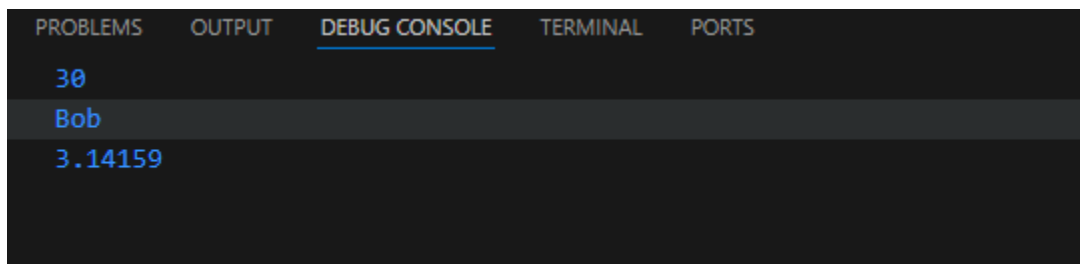 PROBLEMS OUTPUT DEBUG CONSOLE TERMINAL PORTS
30
Bob
3.14159